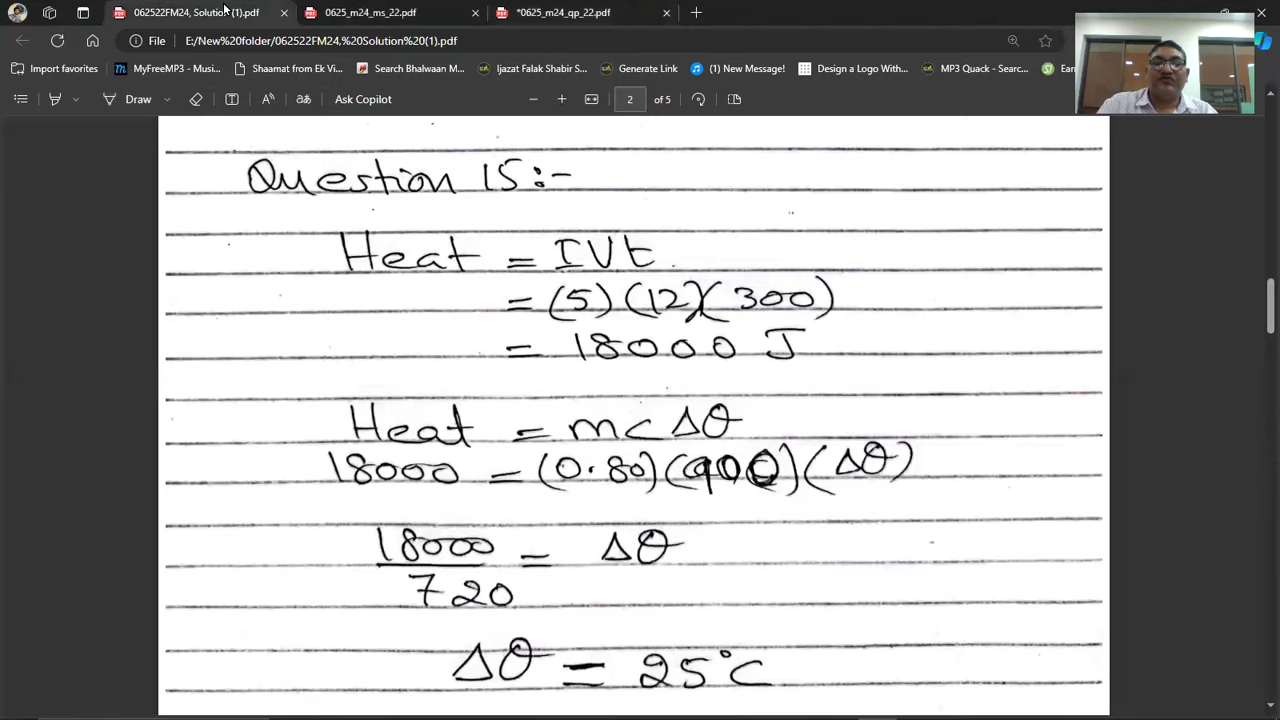 062522FM24, Solution (1).pdf
0625_m24_ms_22.pdf
*0625_m24_qp_22.pdf
File
E:/New%20folder/062522FM24,%20Solution%20(1).pdf
Import favorites
MyFreeMP3 - Musi...
Shaamat from Ek Vi...
Search Bhalwaan M...
Ijazat Falak Shabir S...
Generate Link
(1) New Message!
Design a Logo With...
MP3 Quack - Searc...
Ear
Draw
aあ
Ask Copilot
2 of 5
Question 15:-
Heat = IVt
= (5) (12)(300)
= 18000 J
Heat = mcΔθ
18000 = (0.80)(900)(Δθ)
18000 = Δθ
720
Δθ = 25°C